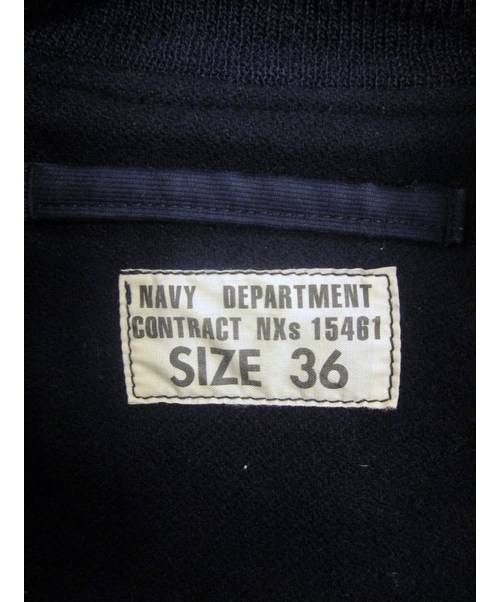 NAVY DEPARTMENT
CONTRACT NXs 15461
SIZE 36